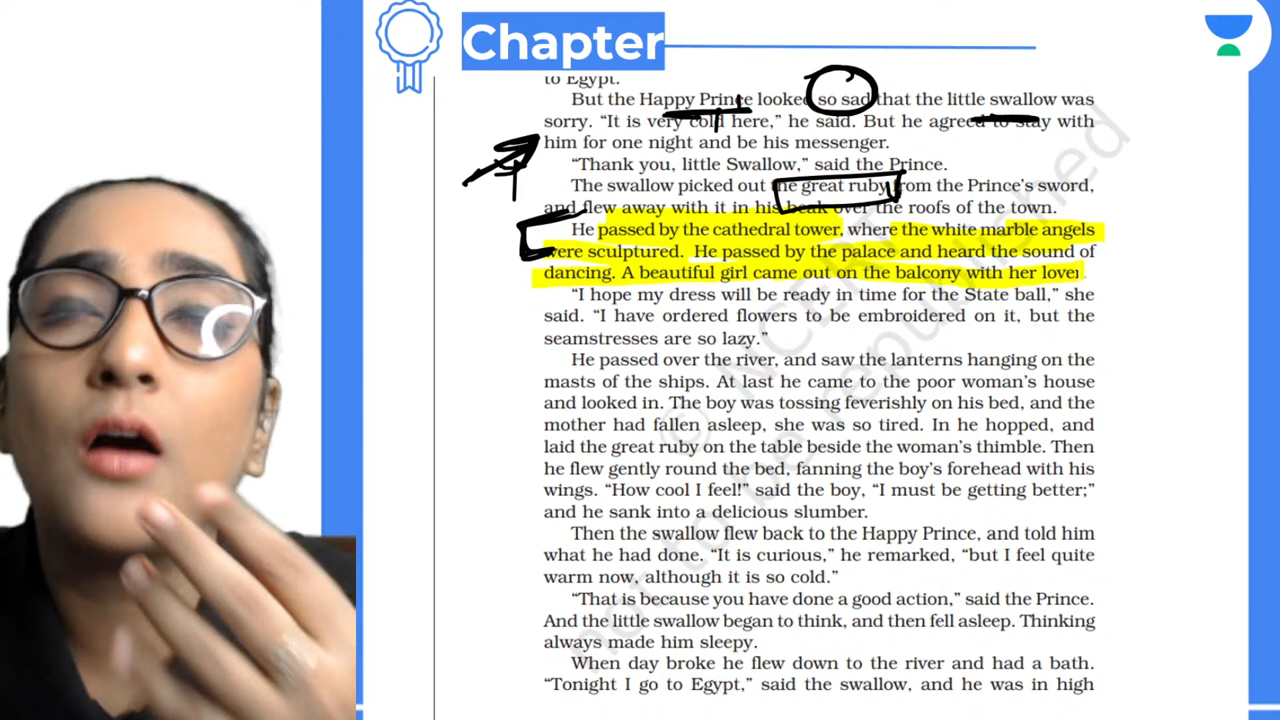 Chapter
to Egypt.
But the Happy Prince looked so sad that the little swallow was
sorry. “It is very cold here,” he said. But he agreed to stay with
him for one night and be his messenger.
“Thank you, little Swallow,” said the Prince.
The swallow picked out the great ruby from the Prince’s sword,
and flew away with it in his beak over the roofs of the town.
He passed by the cathedral tower, where the white marble angels
were sculptured. He passed by the palace and heard the sound of
dancing. A beautiful girl came out on the balcony with her lover
“I hope my dress will be ready in time for the State ball,” she
said. “I have ordered flowers to be embroidered on it, but the
seamstresses are so lazy.”
He passed over the river, and saw the lanterns hanging on the
masts of the ships. At last he came to the poor woman’s house
and looked in. The boy was tossing feverishly on his bed, and the
mother had fallen asleep, she was so tired. In he hopped, and
laid the great ruby on the table beside the woman’s thimble. Then
he flew gently round the bed, fanning the boy’s forehead with his
wings. “How cool I feel!” said the boy, “I must be getting better;”
and he sank into a delicious slumber.
Then the swallow flew back to the Happy Prince, and told him
what he had done. “It is curious,” he remarked, “but I feel quite
warm now, although it is so cold.”
“That is because you have done a good action,” said the Prince.
And the little swallow began to think, and then fell asleep. Thinking
always made him sleepy.
When day broke he flew down to the river and had a bath.
“Tonight I go to Egypt,” said the swallow, and he was in high
© NCERT
not to be republished